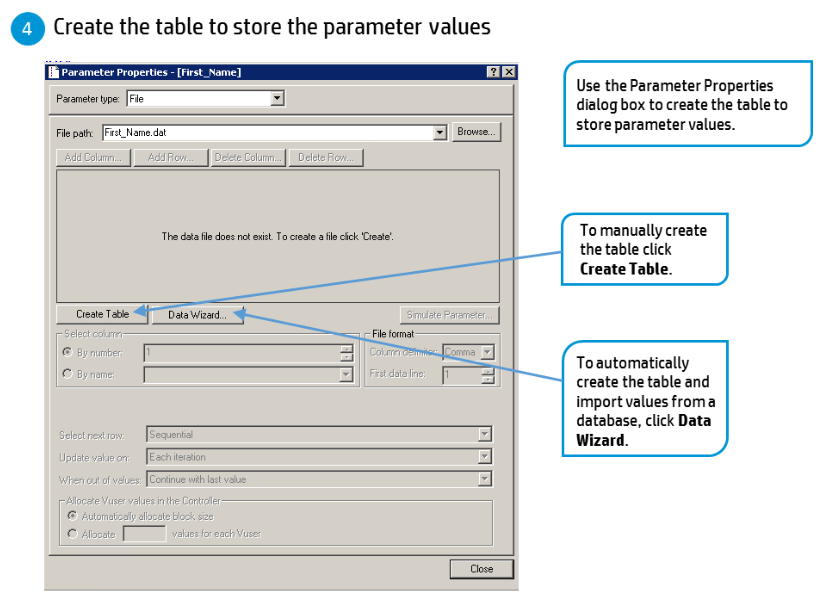 4 Create the table to store the parameter values
Parameter Properties - [First_Name]
Parameter type: File
File path: First_Name.dat Browse...
Add Column... Add Row... Delete Column... Delete Row...
The data file does not exist. To create a file click 'Create'.
Create Table Data Wizard... Simulate Parameter...
Select column
By number: 1
By name:
File format
Column delimiter: Comma
First data line: 1
Select next row: Sequential
Update value on: Each iteration
When out of values: Continue with last value
Allocate Vuser values in the Controller
Automatically allocate block size
Allocate values for each Vuser
Close
Use the Parameter Properties
dialog box to create the table to
store parameter values.
To manually create
the table click
Create Table.
To automatically
create the table and
import values from a
database, click Data
Wizard.